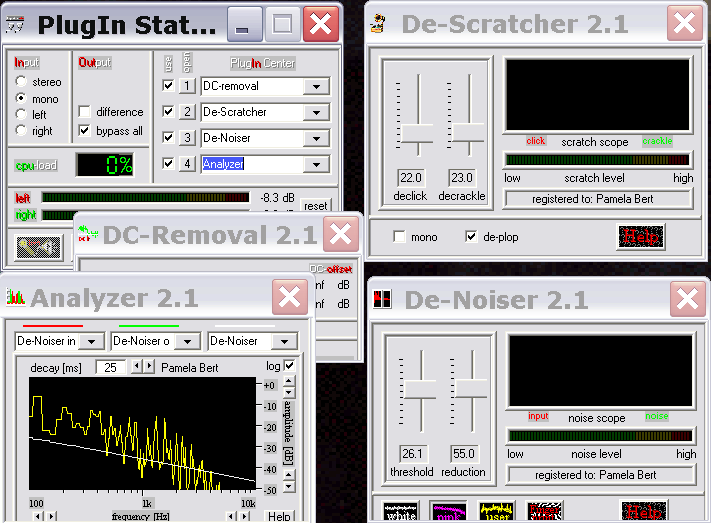 PlugIn Stat...
Input
Output
PlugIn Center
stereo
mono
left
right
difference
bypass all
1
DC-removal
2
De-Scratcher
3
De-Noiser
4
Analyzer
cpu-load
0%
left
-8.3 dB
right
reset
DC-Removal 2.1
DC-offset
nf dB
nf dB
Analyzer 2.1
De-Noiser in
De-Noiser o
De-Noiser
decay [ms]
25
Pamela Bert
log
+0
-10
-20
-30
-40
-50
amplitude [dB]
100
1k
10k
frequency [Hz]
Help
De-Scratcher 2.1
click
scratch scope
crackle
22.0
23.0
declick
decrackle
low
scratch level
high
registered to: Pamela Bert
mono
de-plop
Help
De-Noiser 2.1
input
noise scope
noise
26.1
55.0
threshold
reduction
low
noise level
high
registered to: Pamela Bert
white
pink
user
Help